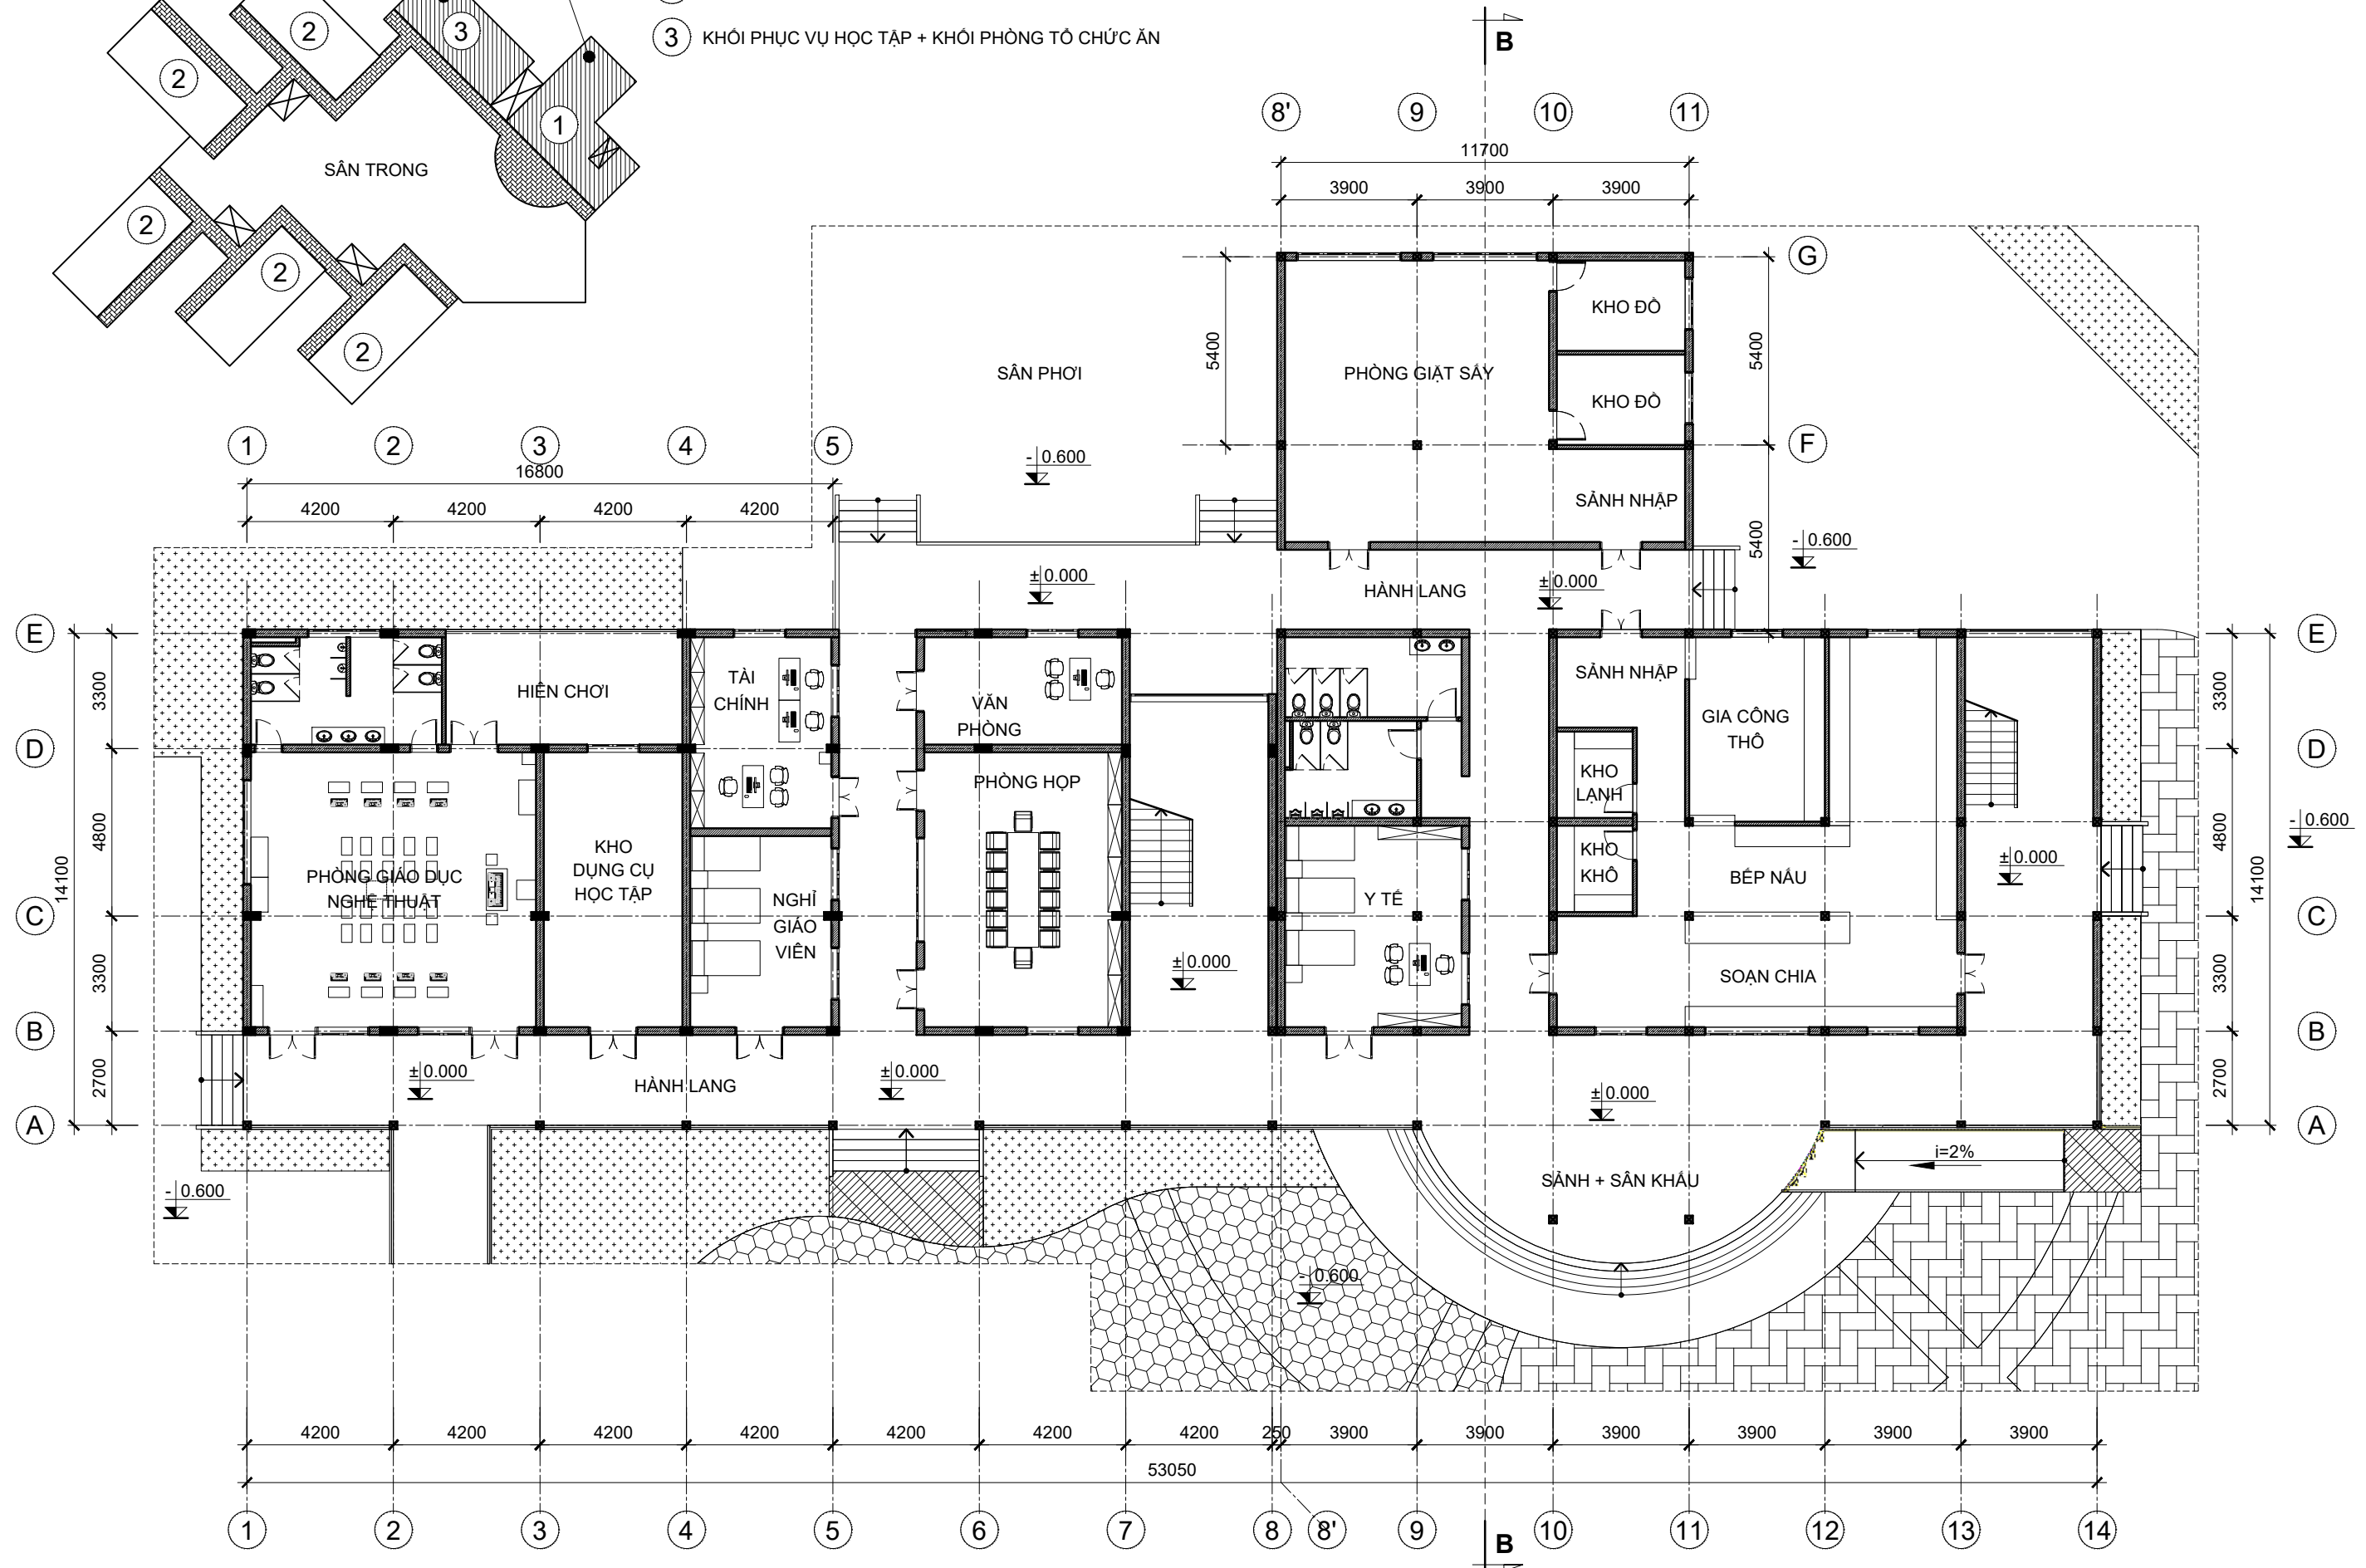 3 KHỐI PHỤC VỤ HỌC TẬP + KHỐI PHÒNG TỔ CHỨC ĂN
B
2
3
2
1
SÂN TRONG
2
2
2
8' 9 10 11
11700
3900 3900 3900
G
KHO ĐỒ
5400
5400
SÂN PHƠI
PHÒNG GIẶT SẤY
KHO ĐỒ
F
1 2 3 4 5
16800
- 0.600
SẢNH NHẬP
4200 4200 4200 4200
5400
- 0.600
± 0.000
HÀNH LANG
± 0.000
E
E
3300
HIÊN CHƠI
TÀI
CHÍNH
VĂN
PHÒNG
SẢNH NHẬP
GIA CÔNG
THÔ
3300
D
D
PHÒNG HỌP
KHO
LẠNH
4800
14100
KHO
DỤNG CỤ
HỌC TẬP
PHÒNG GIÁO DỤC
NGHỆ THUẬT
NGHỈ
GIÁO
VIÊN
Y TẾ
KHO
KHÔ
BẾP NẤU
± 0.000
4800
14100
- 0.600
C
C
3300
± 0.000
SOẠN CHIA
3300
B
B
2700
± 0.000
HÀNH LANG
± 0.000
± 0.000
2700
A
A
i=2%
- 0.600
SẢNH + SÂN KHẤU
- 0.600
4200 4200 4200 4200 4200 4200 4200 250 3900 3900 3900 3900 3900 3900
53050
1 2 3 4 5 6 7 8 8' 9 10 11 12 13 14
B